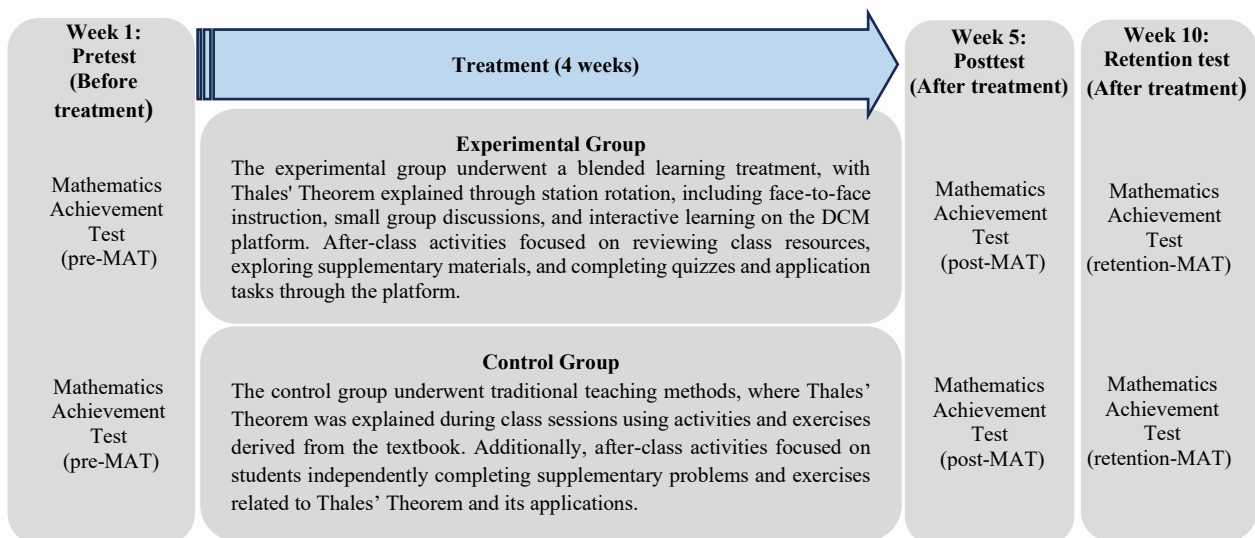 Week 1:
Pretest
(Before
treatment)
Treatment (4 weeks)
Week 5:
Posttest
(After treatment)
Week 10:
Retention test
(After treatment)
Mathematics
Achievement
Test
(pre-MAT)
Experimental Group
The experimental group underwent a blended learning treatment, with
Thales' Theorem explained through station rotation, including face-to-face
instruction, small group discussions, and interactive learning on the DCM
platform. After-class activities focused on reviewing class resources,
exploring supplementary materials, and completing quizzes and application
tasks through the platform.
Mathematics
Achievement
Test
(post-MAT)
Mathematics
Achievement
Test
(retention-MAT)
Mathematics
Achievement
Test
(pre-MAT)
Control Group
The control group underwent traditional teaching methods, where Thales’
Theorem was explained during class sessions using activities and exercises
derived from the textbook. Additionally, after-class activities focused on
students independently completing supplementary problems and exercises
related to Thales’ Theorem and its applications.
Mathematics
Achievement
Test
(post-MAT)
Mathematics
Achievement
Test
(retention-MAT)